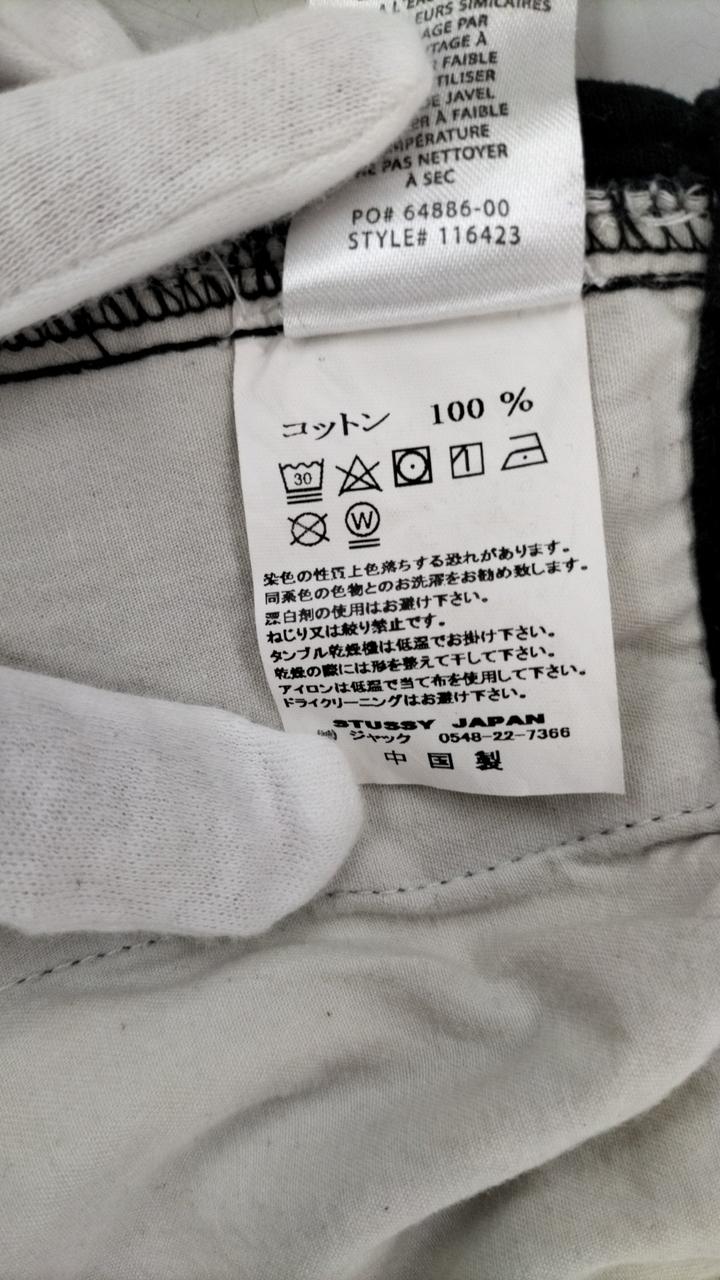 EURS SIMILAIRES
AGE PAR
TAGE À
FAIBLE
TILISER
DE JAVEL
ER À FAIBLE
MPÉRATURE
NE PAS NETTOYER
À SEC
PO# 64886-00
STYLE# 116423
コットン 100 %
30
W
染色の性質上色落ちする恐れがあります。
同系色の色物とのお洗濯をお勧め致します。
漂白剤の使用はお避け下さい。
ねじり又は絞り禁止です。
タンブル乾燥機は低温でお掛け下さい。
乾燥の際には形を整えて干して下さい。
アイロンは低温で当て布を使用して下さい。
ドライクリーニングはお避け下さい。
STUSSY JAPAN
ジャック 0548-22-7366
中国製